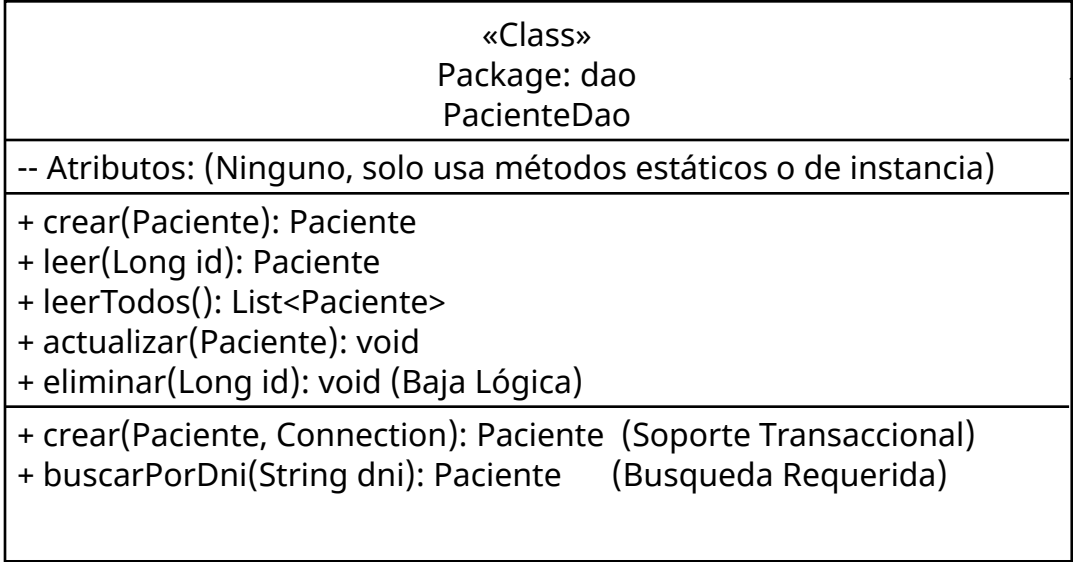 «Class»
Package: dao
PacienteDao
-- Atributos: (Ninguno, solo usa métodos estáticos o de instancia)
+ crear(Paciente): Paciente
+ leer(Long id): Paciente
+ leerTodos(): List<Paciente>
+ actualizar(Paciente): void
+ eliminar(Long id): void (Baja Lógica)
+ crear(Paciente, Connection): Paciente (Soporte Transaccional)
+ buscarPorDni(String dni): Paciente (Busqueda Requerida)